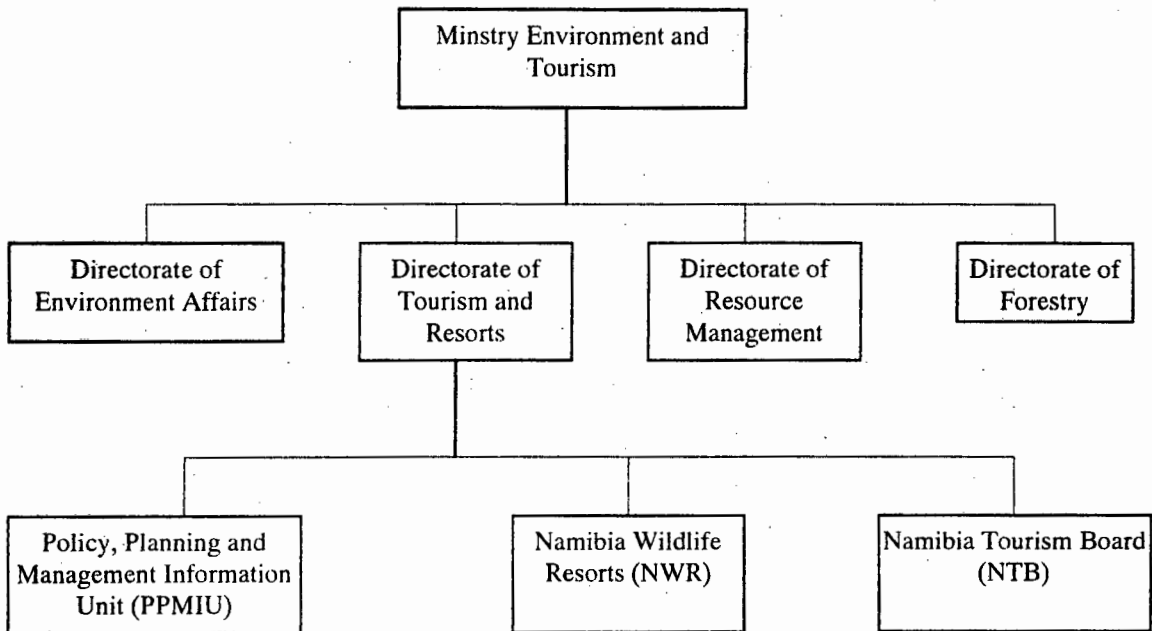 Minstry Environment and
Tourism
Directorate of
Environment Affairs
Directorate of
Tourism and
Resorts
Directorate of
Resource
Management
Directorate of
Forestry
Policy, Planning and
Management Information
Unit (PPMIU)
Namibia Wildlife
Resorts (NWR)
Namibia Tourism Board
(NTB)